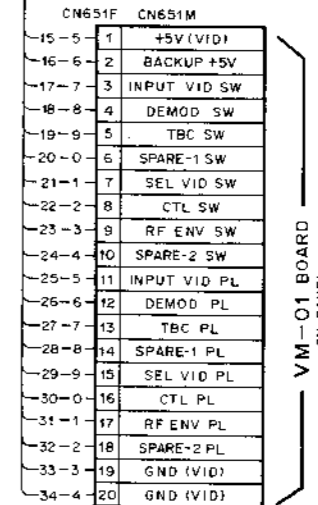 CN651F CN651M
15-5 1 +5V (VID)
16-6 2 BACKUP +5V
17-7 3 INPUT VID SW
18-8 4 DEMOD SW
19-9 5 TBC SW
20-0 6 SPARE-1 SW
21-1 7 SEL VID SW
22-2 8 CTL SW
23-3 9 RF ENV SW
24-4 10 SPARE-2 SW
25-5 11 INPUT VID PL
26-6 12 DEMOD PL
27-7 13 TBC PL
28-8 14 SPARE-1 PL
29-9 15 SEL VID PL
30-0 16 CTL PL
31-1 17 RF ENV PL
32-2 18 SPARE-2 PL
33-3 19 GND (VID)
34-4 20 GND (VID)
VM-01 BOARD